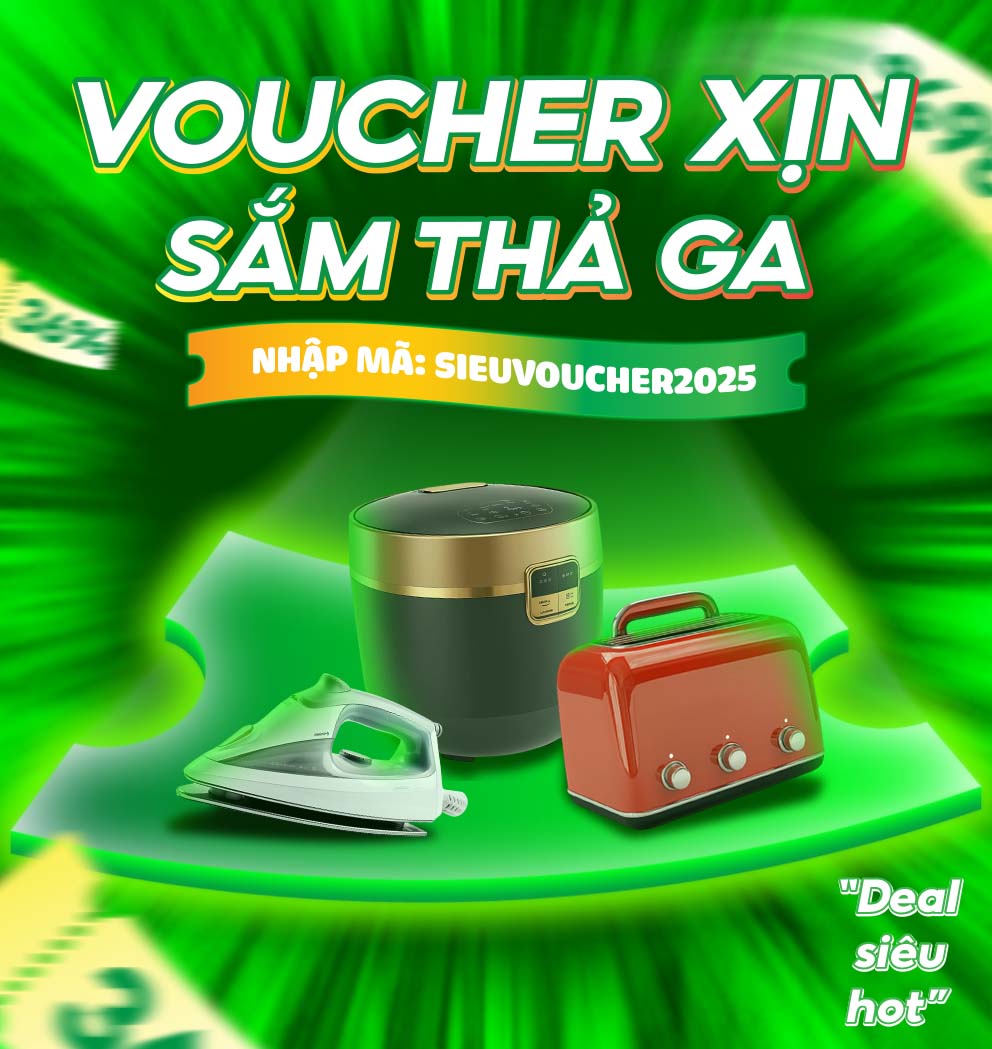 VOUCHER XỊN
SẮM THẢ GA
NHẬP MÃ: SIEUVOUCHER2025
"Deal
siêu
hot"